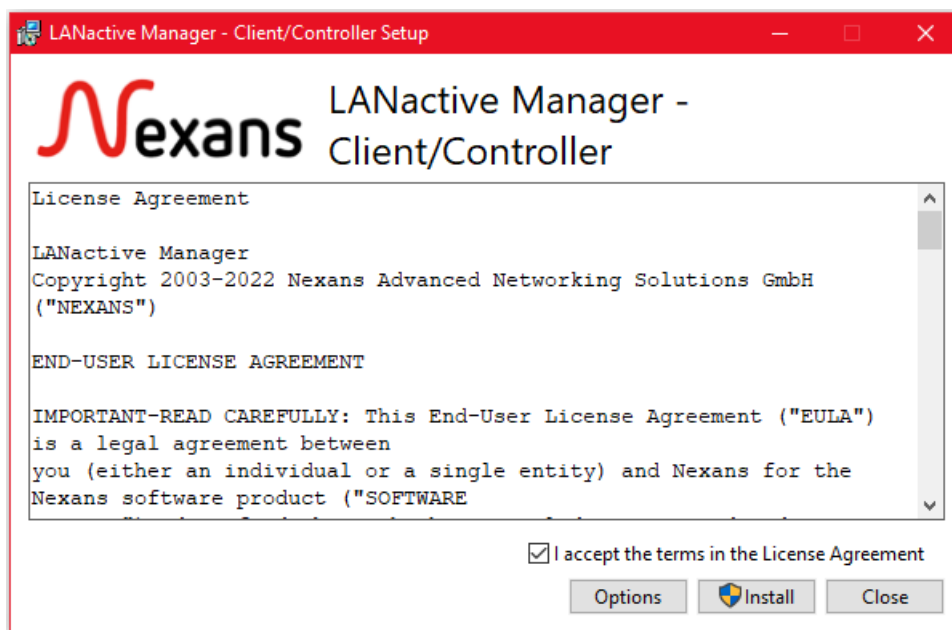 LANactive Manager - Client/Controller Setup
Nexans
LANactive Manager -
Client/Controller
License Agreement
LANactive Manager
Copyright 2003-2022 Nexans Advanced Networking Solutions GmbH
("NEXANS")
END-USER LICENSE AGREEMENT
IMPORTANT-READ CAREFULLY: This End-User License Agreement ("EULA")
is a legal agreement between
you (either an individual or a single entity) and Nexans for the
Nexans software product ("SOFTWARE
I accept the terms in the License Agreement
Options
Install
Close